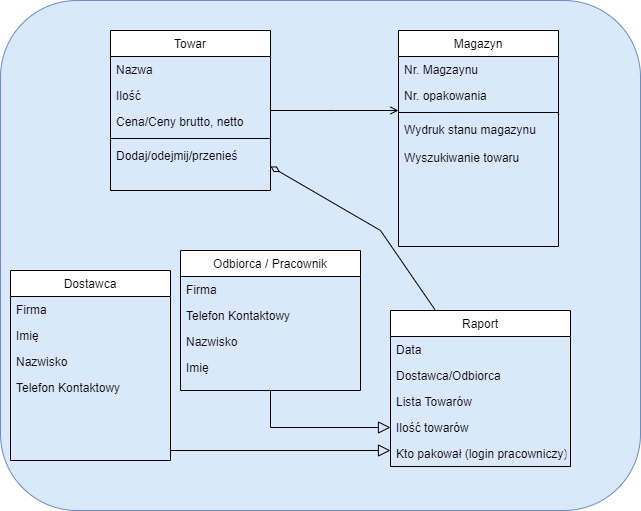 Towar
Nazwa
Ilość
Cena/Ceny brutto, netto
Dodaj/odejmij/przenieś
Magazyn
Nr. Magzaynu
Nr. opakowania
Wydruk stanu magazynu
Wyszukiwanie towaru
Dostawca
Firma
Imię
Nazwisko
Telefon Kontaktowy
Odbiorca / Pracownik
Firma
Telefon Kontaktowy
Nazwisko
Imię
Raport
Data
Dostawca/Odbiorca
Lista Towarów
Ilość towarów
Kto pakował (login pracowniczy)